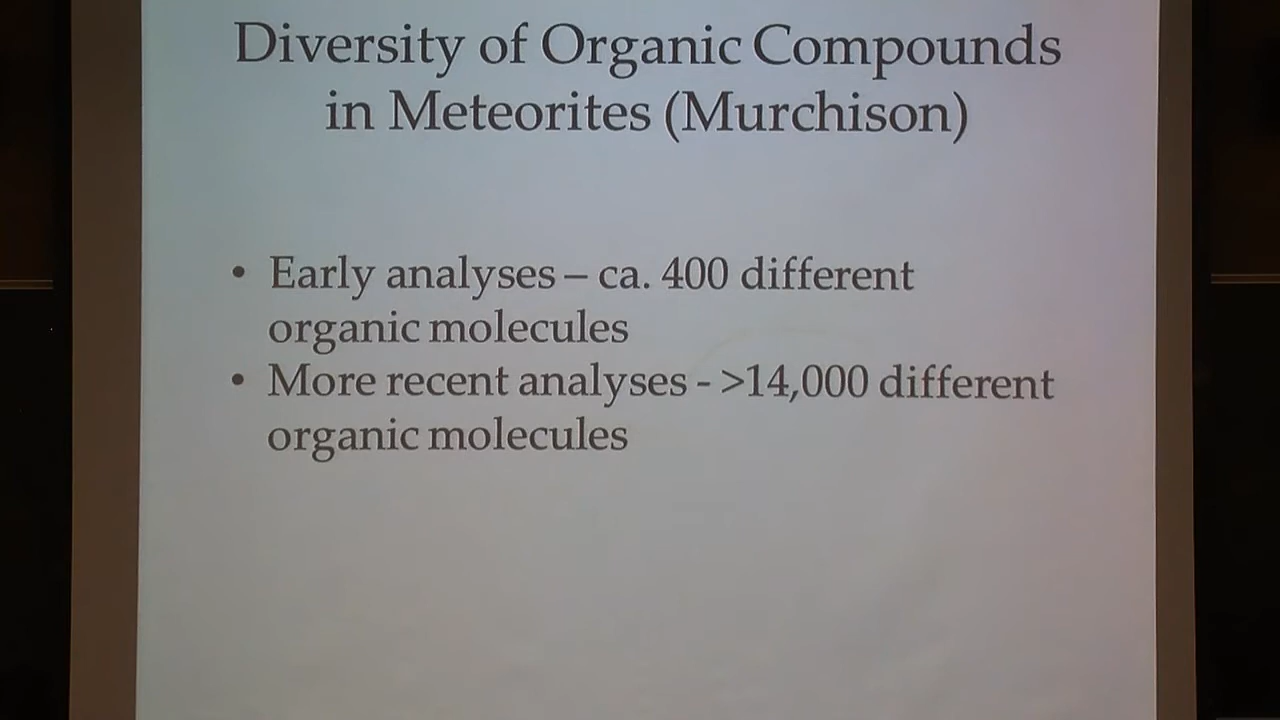 Diversity of Organic Compounds
in Meteorites (Murchison)
• Early analyses – ca. 400 different
organic molecules
• More recent analyses - >14,000 different
organic molecules